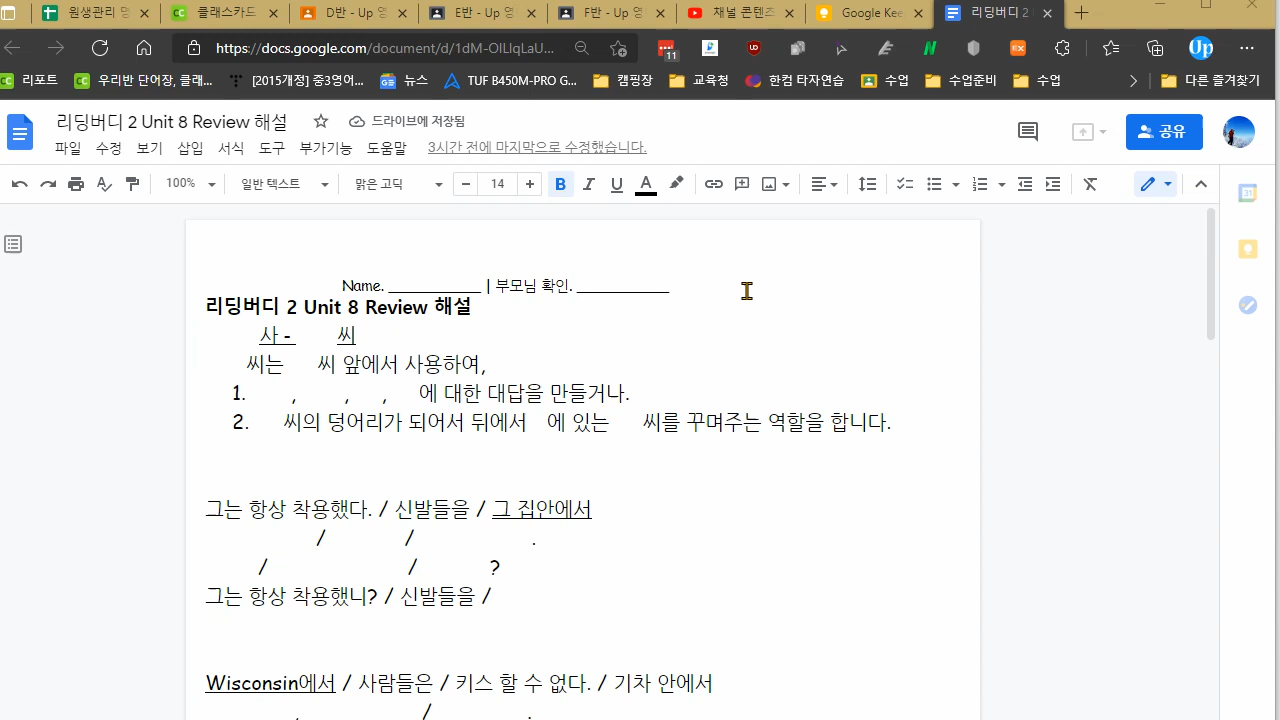 원생관리 명
클래스카드
D반 - Up 영
E반 - Up 영
F반 - Up 영
채널 콘텐츠
Google Kee
리딩버디 2
https://docs.google.com/document/d/1dM-OILlqLaU...
11
Up
리포트
우리반 단어장, 클래...
[2015개정] 중3영어...
뉴스
TUF B450M-PRO G...
캠핑장
교육청
한컴 타자연습
수업
수업준비
수업
다른 즐겨찾기
리딩버디 2 Unit 8 Review 해설
드라이브에 저장됨
파일 수정 보기 삽입 서식 도구 부가기능 도움말 3시간 전에 마지막으로 수정했습니다.
공유
100% 일반 텍스트 맑은 고딕 - 14 + B I U A
31
Name. ____________ | 부모님 확인. ____________
리딩버디 2 Unit 8 Review 해설
사 - 씨
씨는 씨 앞에서 사용하여,
1. , , , 에 대한 대답을 만들거나.
2. 씨의 덩어리가 되어서 뒤에서 에 있는 씨를 꾸며주는 역할을 합니다.
그는 항상 착용했다. / 신발들을 / 그 집안에서
/ / .
/ / ?
그는 항상 착용했니? / 신발들을 /
Wisconsin에서 / 사람들은 / 키스 할 수 없다. / 기차 안에서
, / .